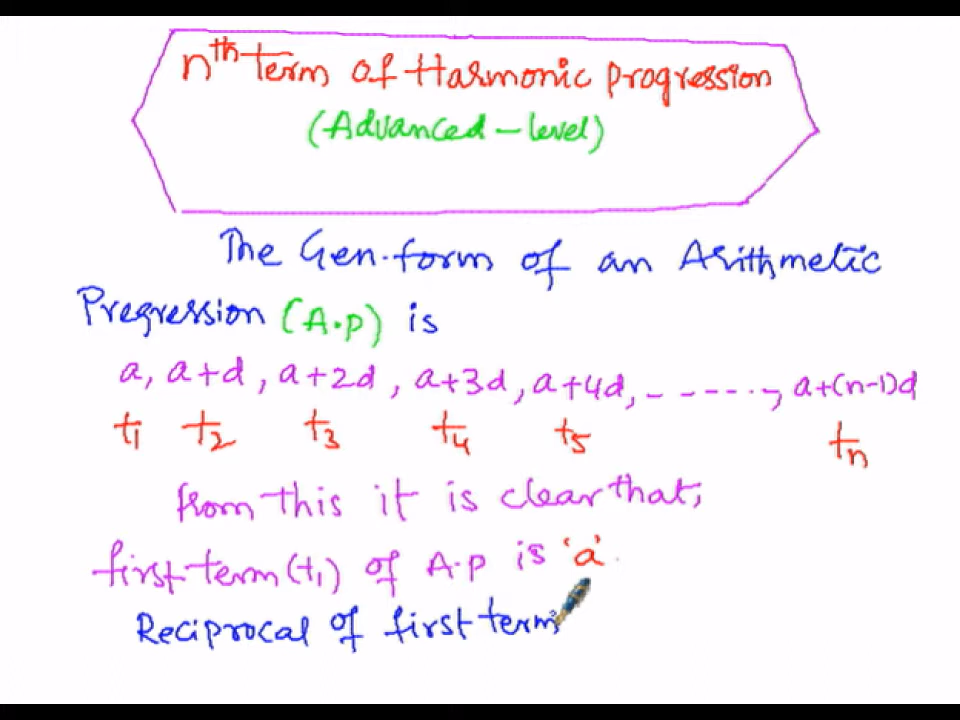 nth term of Harmonic progression
(Advanced-level)
The Gen.form of an Arithmetic
Progression (A.p) is
a, a+d, a+2d, a+3d, a+4d, ------, a+(n-1)d
t1 t2 t3 t4 t5 tn
from this it is clear that,
first term (t1) of A.p is 'a'.
Reciprocal of first term